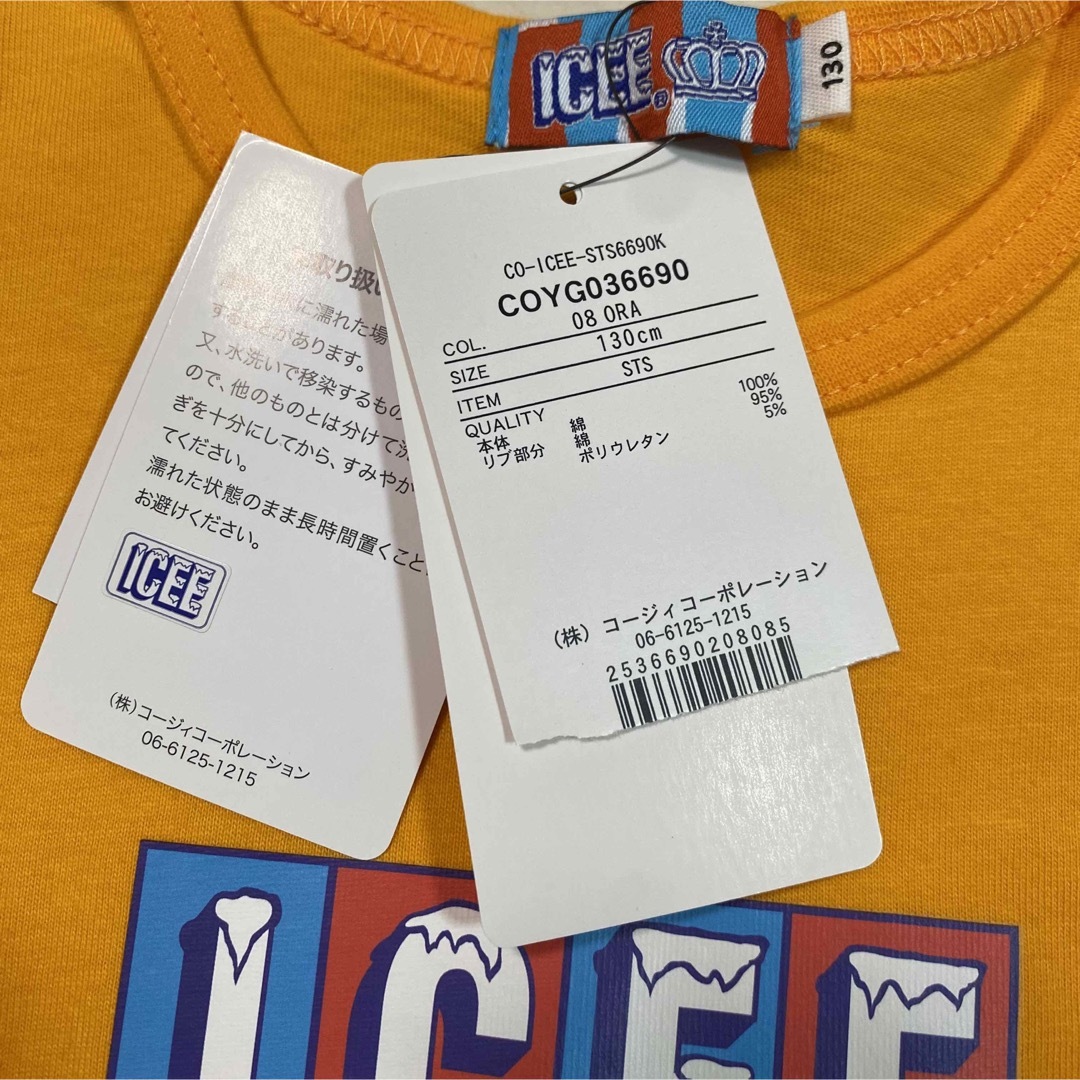 ICEE®
130
取り扱い
に濡れた場
することがあります。
又、水洗いで移染するもの
ので、他のものとは分けて洗
ぎを十分にしてから、すみやか
てください。
濡れた状態のまま長時間置くこと
お避けください。
ICEE
(株)コージィコーポレーション
06-6125-1215
CO-ICEE-STS6690K
COYG036690
COL. 08 ORA
SIZE 130cm
ITEM STS
QUALITY
本体 綿 100%
リブ部分 綿 95%
ポリウレタン 5%
(株) コージィコーポレーション
06-6125-1215
2536690208085
ICEE